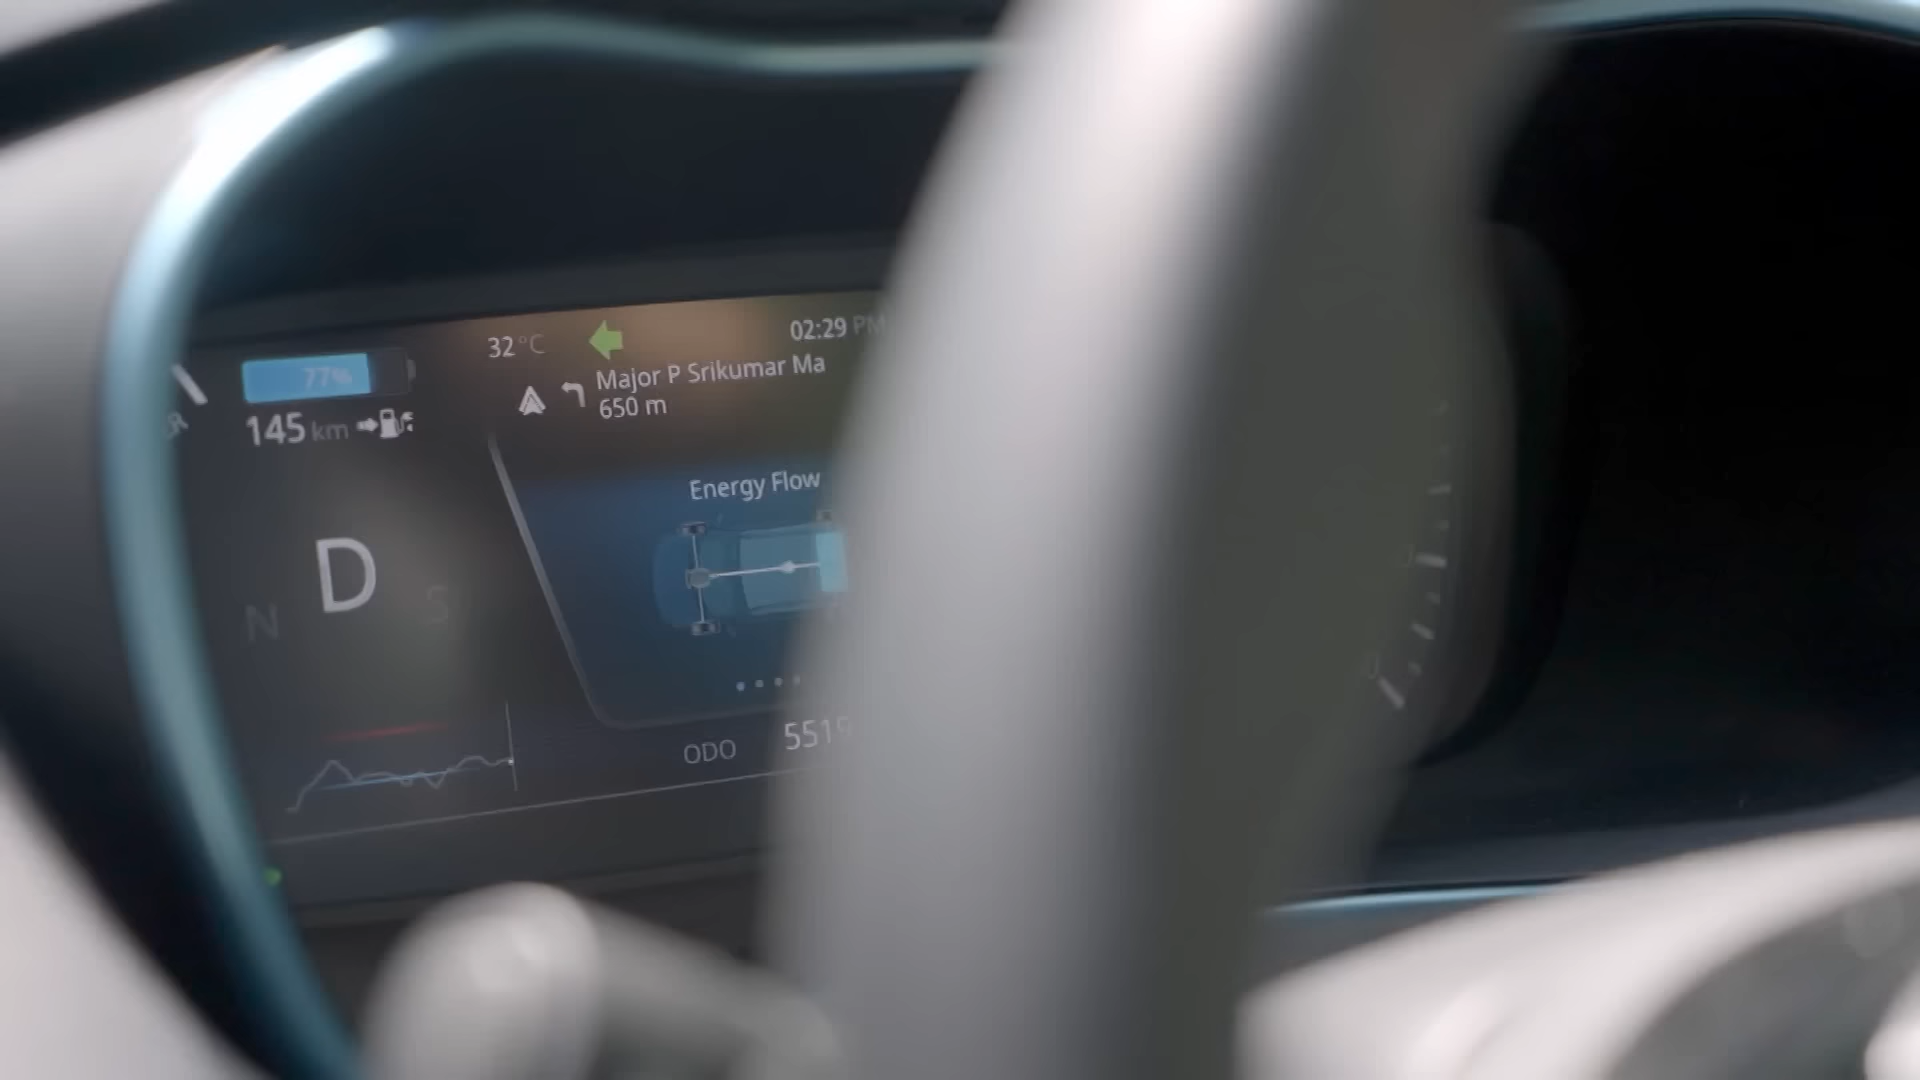 32°C
02:29 PM
77%
Major P Srikumar Ma
650 m
145 km
Energy Flow
N D S
ODO 5519